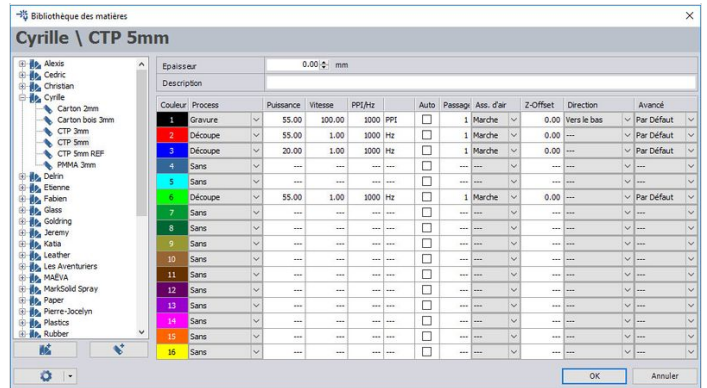 Bibliothèque des matières
Cyrille \ CTP 5mm
Alexis
Cedric
Christian
Cyrille
Carton 2mm
Carton bois 3mm
CTP 3mm
CTP 5mm
CTP 5mm REF
PMMA 3mm
Delrin
Etienne
Fabien
Glass
Goldring
Jeremy
Katia
Leather
Les Aventuriers
MAËVA
MarkSolid Spray
Paper
Pierre-Jocelyn
Plastics
Rubber
Epaisseur 0.00 mm
Description
Couleur Process Puissance Vitesse PPI/Hz Auto Passage Ass. d'air Z-Offset Direction Avancé
1 Gravure 55.00 100.00 1000 PPI 1 Marche 0.00 Vers le bas Par Défaut
2 Découpe 55.00 1.00 1000 Hz 1 Marche 0.00 --- Par Défaut
3 Découpe 20.00 1.00 1000 Hz 1 Marche 0.00 --- Par Défaut
4 Sans --- --- --- --- --- --- --- --- ---
5 Sans --- --- --- --- --- --- --- --- ---
6 Découpe 55.00 1.00 1000 Hz 1 Marche 0.00 --- Par Défaut
7 Sans --- --- --- --- --- --- --- --- ---
8 Sans --- --- --- --- --- --- --- --- ---
9 Sans --- --- --- --- --- --- --- --- ---
10 Sans --- --- --- --- --- --- --- --- ---
11 Sans --- --- --- --- --- --- --- --- ---
12 Sans --- --- --- --- --- --- --- --- ---
13 Sans --- --- --- --- --- --- --- --- ---
14 Sans --- --- --- --- --- --- --- --- ---
15 Sans --- --- --- --- --- --- --- --- ---
16 Sans --- --- --- --- --- --- --- --- ---
OK Annuler